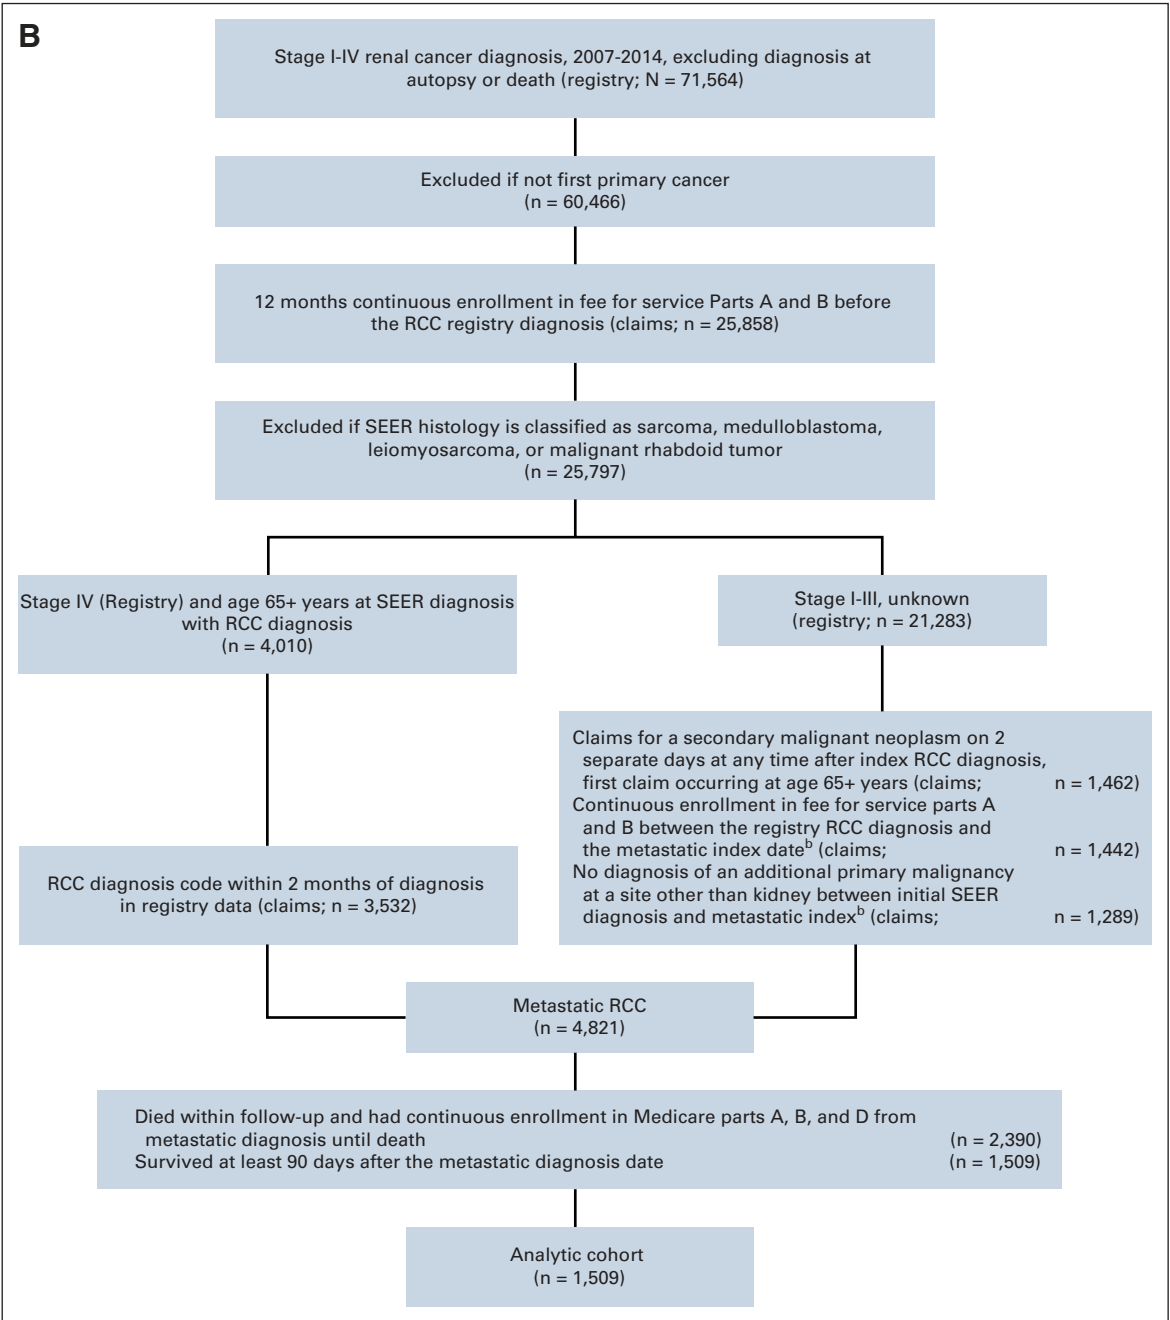 B
Stage I-IV renal cancer diagnosis, 2007-2014, excluding diagnosis at
autopsy or death (registry; N = 71,564)
Excluded if not first primary cancer
(n = 60,466)
12 months continuous enrollment in fee for service Parts A and B before
the RCC registry diagnosis (claims; n = 25,858)
Excluded if SEER histology is classified as sarcoma, medulloblastoma,
leiomyosarcoma, or malignant rhabdoid tumor
(n = 25,797)
Stage IV (Registry) and age 65+ years at SEER diagnosis
with RCC diagnosis
(n = 4,010)
Stage I-III, unknown
(registry; n = 21,283)
Claims for a secondary malignant neoplasm on 2
separate days at any time after index RCC diagnosis,
first claim occurring at age 65+ years (claims; n = 1,462)
Continuous enrollment in fee for service parts A
and B between the registry RCC diagnosis and
the metastatic index date^b (claims; n = 1,442)
No diagnosis of an additional primary malignancy
at a site other than kidney between initial SEER
diagnosis and metastatic index^b (claims; n = 1,289)
RCC diagnosis code within 2 months of diagnosis
in registry data (claims; n = 3,532)
Metastatic RCC
(n = 4,821)
Died within follow-up and had continuous enrollment in Medicare parts A, B, and D from
metastatic diagnosis until death (n = 2,390)
Survived at least 90 days after the metastatic diagnosis date (n = 1,509)
Analytic cohort
(n = 1,509)